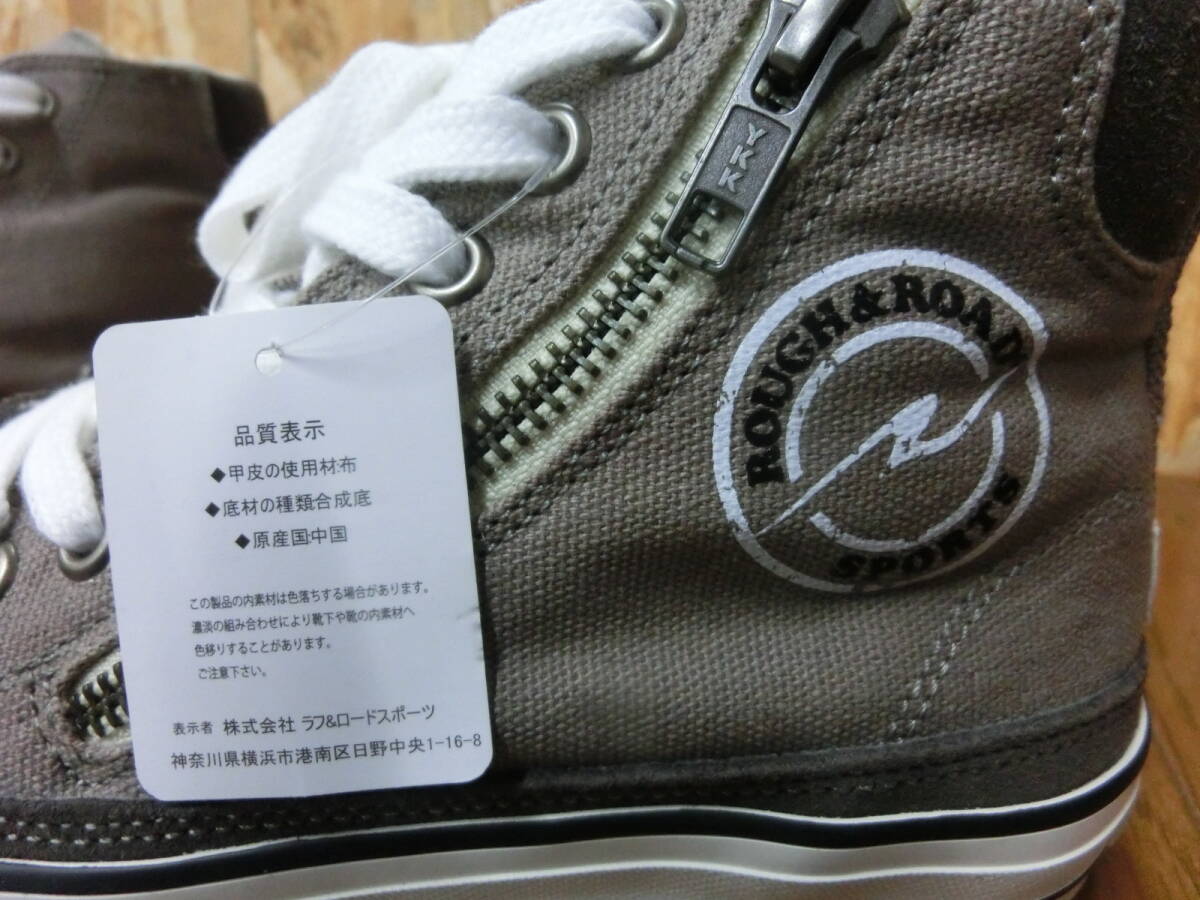 YKK
ROUGH&ROAD
SPORTS
品質表示
◆甲皮の使用材:布
◆底材の種類合成底
◆原産国:中国
この製品の内素材は色落ちする場合があります。
濃淡の組み合わせにより靴下や靴の内素材へ
色移りすることがあります。
ご注意下さい。
表示者 株式会社 ラフ&ロードスポーツ
神奈川県横浜市港南区日野中央1-16-8